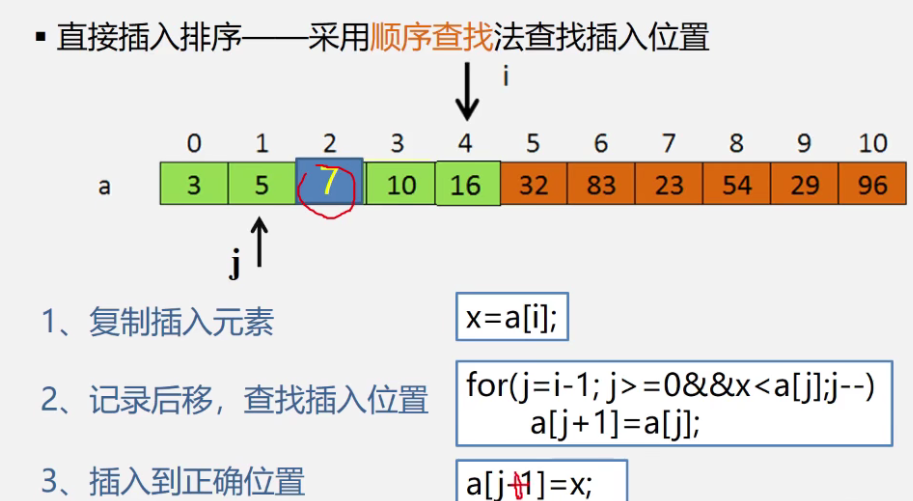 ▪ 直接插入排序——采用顺序查找法查找插入位置
i
0 1 2 3 4 5 6 7 8 9 10
a 3 5 7 10 16 32 83 23 54 29 96
j
1、复制插入元素 x=a[i];
2、记录后移，查找插入位置 for(j=i-1; j>=0&&x<a[j];j--)
a[j+1]=a[j];
3、插入到正确位置 a[j+1]=x;